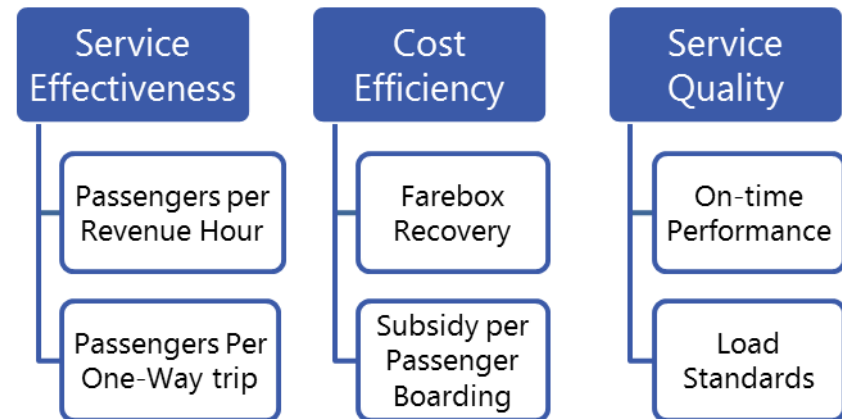 Service
Effectiveness
Passengers per
Revenue Hour
Passengers Per
One-Way trip
Cost
Efficiency
Farebox
Recovery
Subsidy per
Passenger
Boarding
Service
Quality
On-time
Performance
Load
Standards